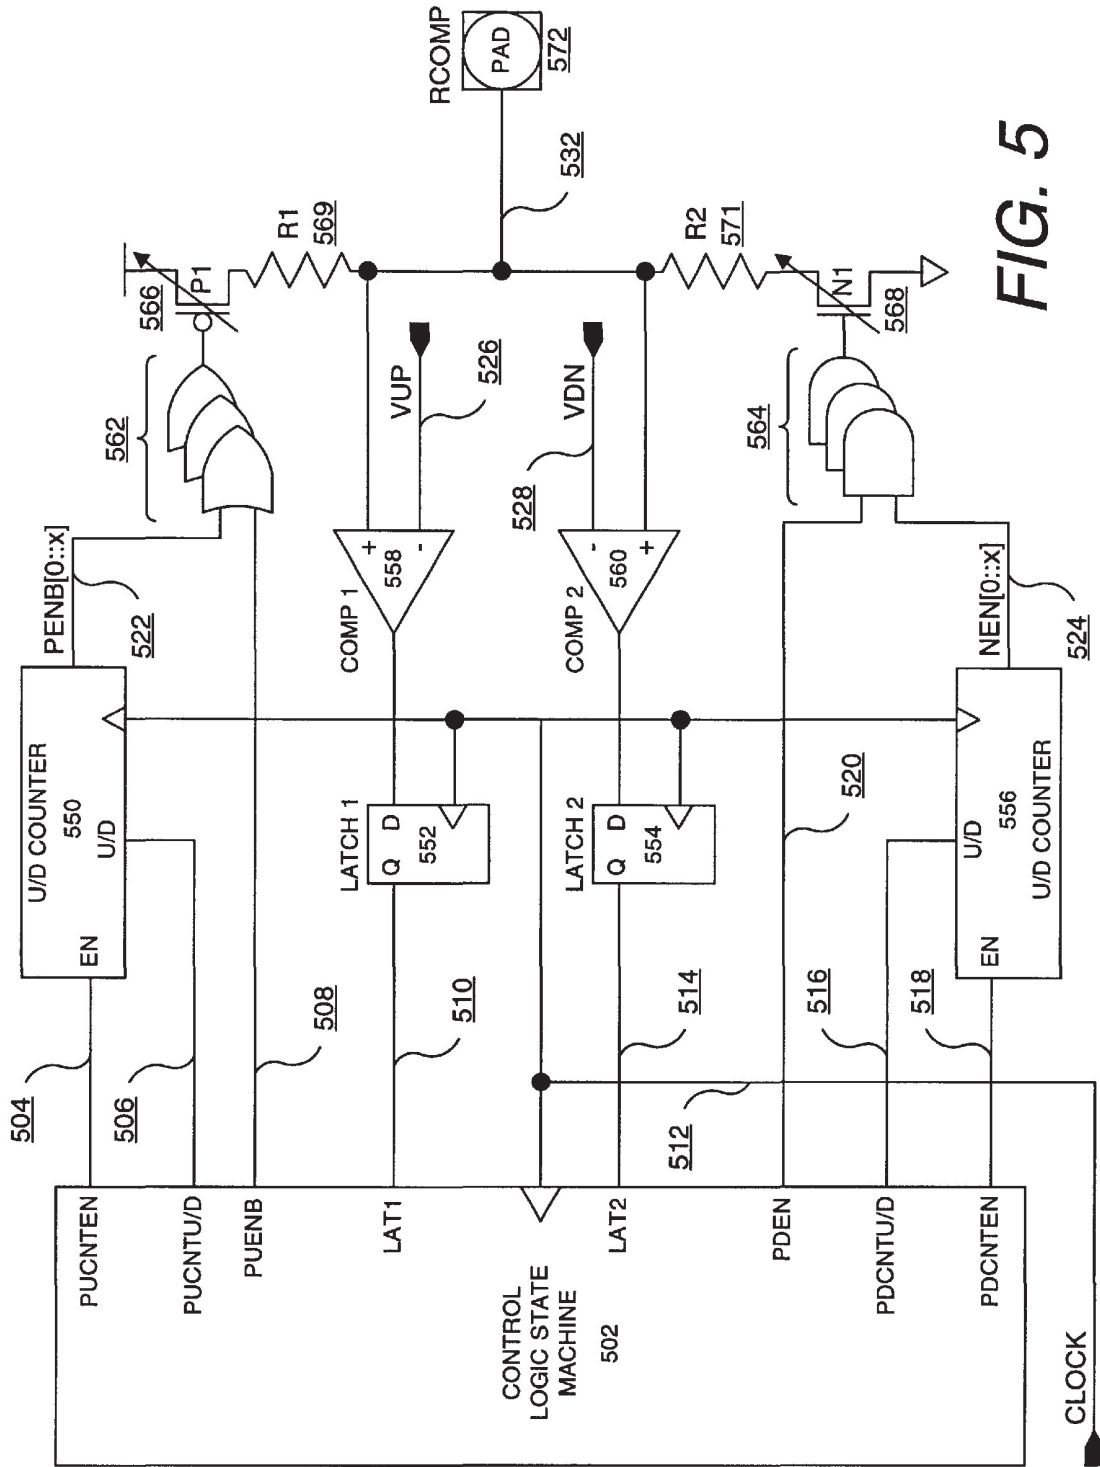 504
506
508
510
512
514
516
518
520
522
524
526
528
532
PUCNTEN
PUCNTU/D
PUENB
LAT1
CONTROL
LOGIC STATE
MACHINE
502
LAT2
PDEN
PDCNTU/D
PDCNTEN
CLOCK
EN
U/D COUNTER
550
U/D
PENB[0::x]
562
566
P1
R1
569
LATCH 1
Q D
552
COMP 1
+
-
558
VUP
RCOMP
PAD
572
LATCH 2
Q D
554
COMP 2
-
+
560
VDN
R2
571
EN
U/D
556
U/D COUNTER
NEN[0::x]
564
N1
568
FIG. 5